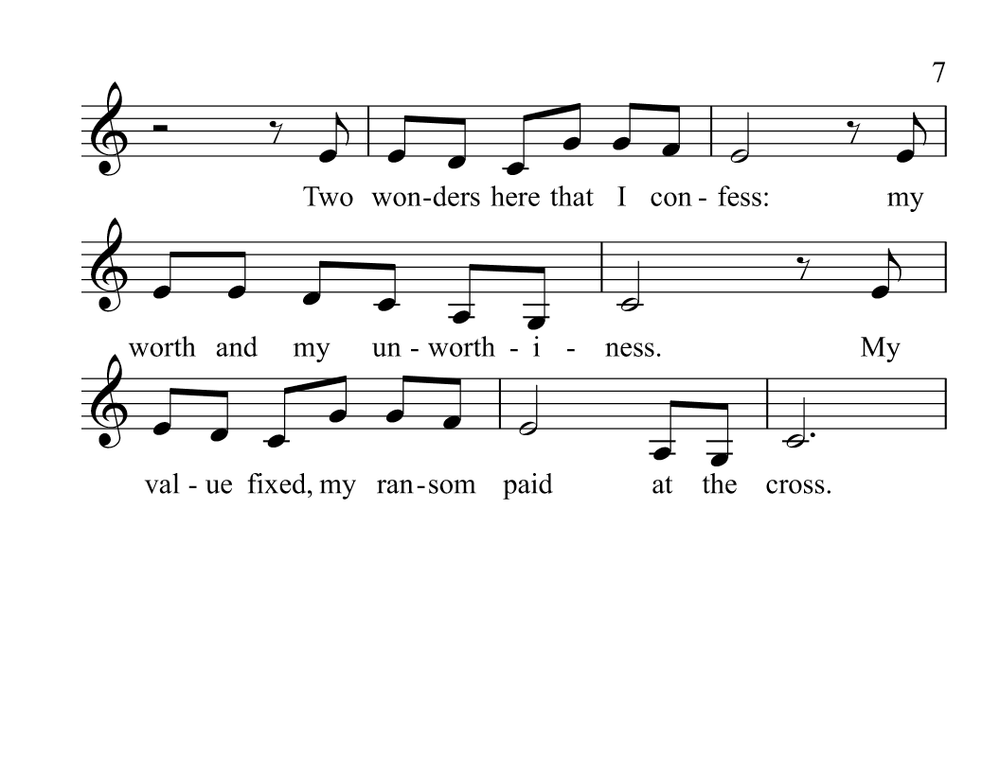 7
Two won-ders here that I con - fess: my
worth and my un - worth - i - ness. My
val - ue fixed, my ran-som paid at the cross.